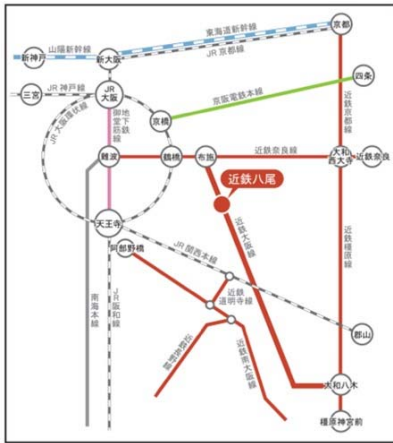 東海道新幹線
京都
山陽新幹線
JR京都線
新神戸
新大阪
四条
三宮
JR神戸線
JR
大阪
京阪電鉄本線
京橋
近鉄京都線
JR大阪環状線
地下鉄
御堂筋線
難波
鶴橋
布施
近鉄奈良線
大和
西大寺
近鉄奈良
近鉄八尾
近鉄大阪線
近鉄橿原線
天王寺
阿部野橋
JR関西本線
近鉄
道明寺線
南海本線
JR阪和線
郡山
近鉄南大阪線
大和八木
橿原神宮前